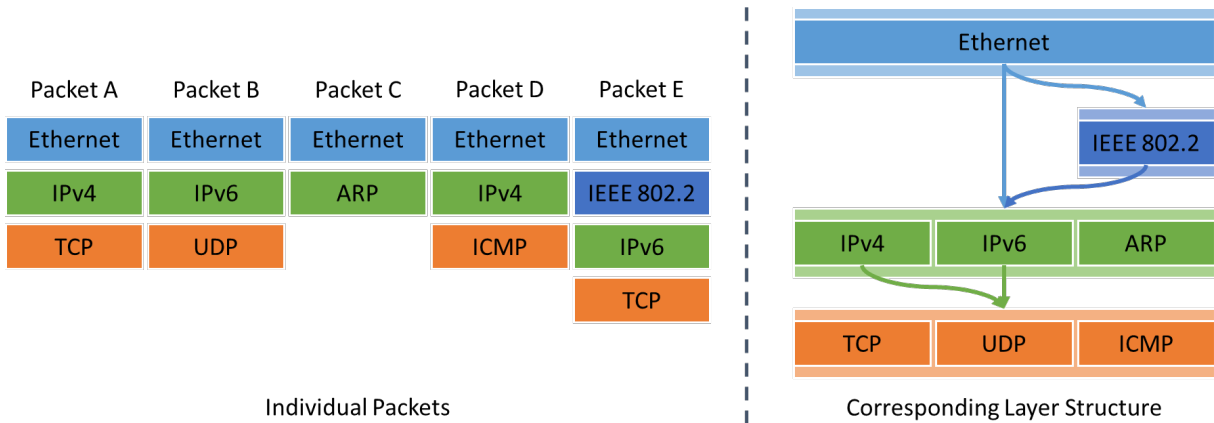 Packet A
Packet B
Packet C
Packet D
Packet E
Ethernet
Ethernet
Ethernet
Ethernet
Ethernet
IPv4
IPv6
ARP
IPv4
IEEE 802.2
TCP
UDP
ICMP
IPv6
TCP
Individual Packets
Ethernet
IEEE 802.2
IPv4
IPv6
ARP
TCP
UDP
ICMP
Corresponding Layer Structure